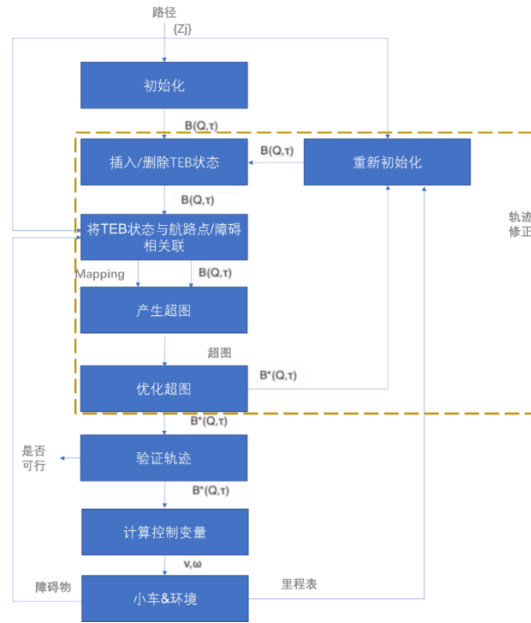 路径
{Zj}
初始化
B(Q,τ)
插入/删除TEB状态
B(Q,τ)
重新初始化
B(Q,τ)
将TEB状态与航路点/障碍
相关联
轨迹
修正
Mapping
B(Q,τ)
产生超图
超图
优化超图
B*(Q,τ)
B*(Q,τ)
是否
可行
验证轨迹
B*(Q,τ)
计算控制变量
v,ω
障碍物
小车&环境
里程表